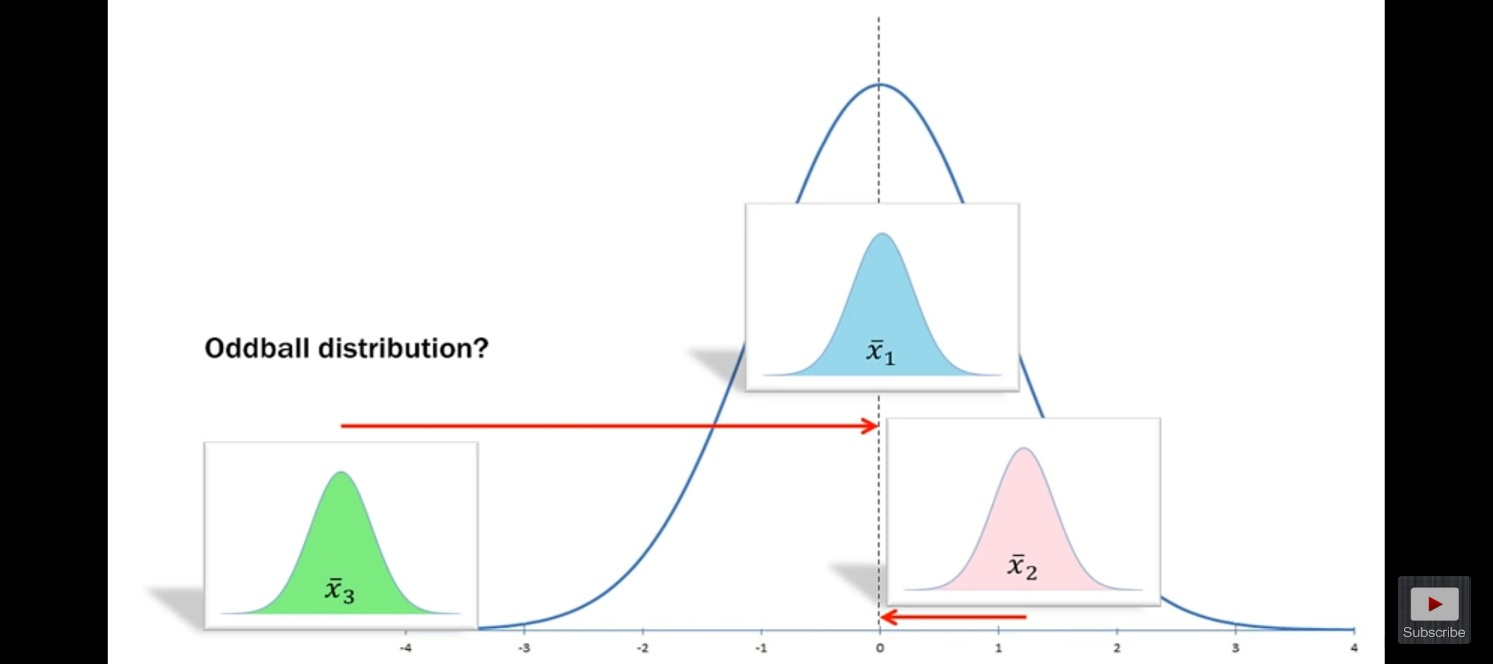 Oddball distribution?
x̄₁
x̄₂
x̄₃
-4 -3 -2 -1 0 1 2 3 4
Subscribe